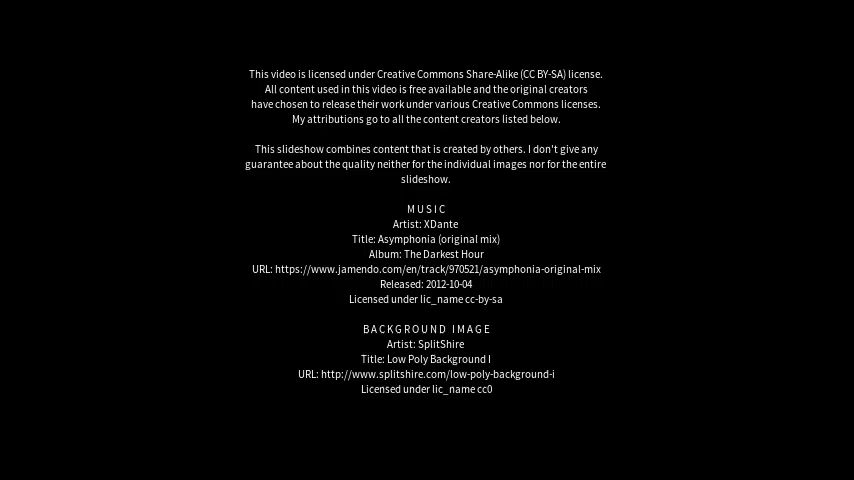 This video is licensed under Creative Commons Share-Alike (CC BY-SA) license.
All content used in this video is free available and the original creators
have chosen to release their work under various Creative Commons licenses.
My attributions go to all the content creators listed below.
This slideshow combines content that is created by others. I don't give any
guarantee about the quality neither for the individual images nor for the entire
slideshow.
MUSIC
Artist: XDante
Title: Asymphonia (original mix)
Album: The Darkest Hour
URL: https://www.jamendo.com/en/track/970521/asymphonia-original-mix
Released: 2012-10-04
Licensed under lic_name cc-by-sa
BACKGROUND IMAGE
Artist: SplitShire
Title: Low Poly Background I
URL: http://www.splitshire.com/low-poly-background-i
Licensed under lic_name cc0